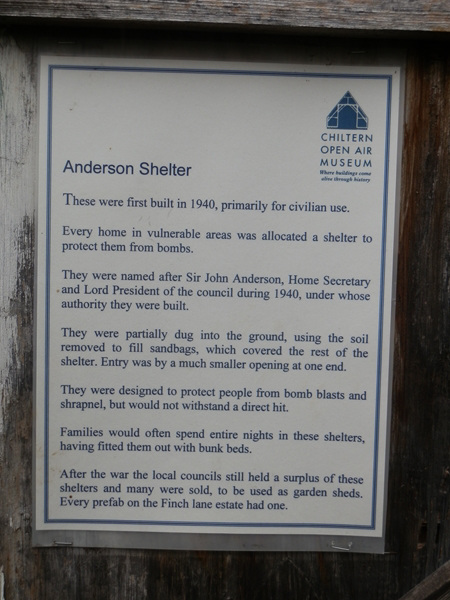 CHILTERN
OPEN AIR
MUSEUM
Where buildings come
alive through history
Anderson Shelter
These were first built in 1940, primarily for civilian use.
Every home in vulnerable areas was allocated a shelter to
protect them from bombs.
They were named after Sir John Anderson, Home Secretary
and Lord President of the council during 1940, under whose
authority they were built.
They were partially dug into the ground, using the soil
removed to fill sandbags, which covered the rest of the
shelter. Entry was by a much smaller opening at one end.
They were designed to protect people from bomb blasts and
shrapnel, but would not withstand a direct hit.
Families would often spend entire nights in these shelters,
having fitted them out with bunk beds.
After the war the local councils still held a surplus of these
shelters and many were sold, to be used as garden sheds.
Every prefab on the Finch lane estate had one.